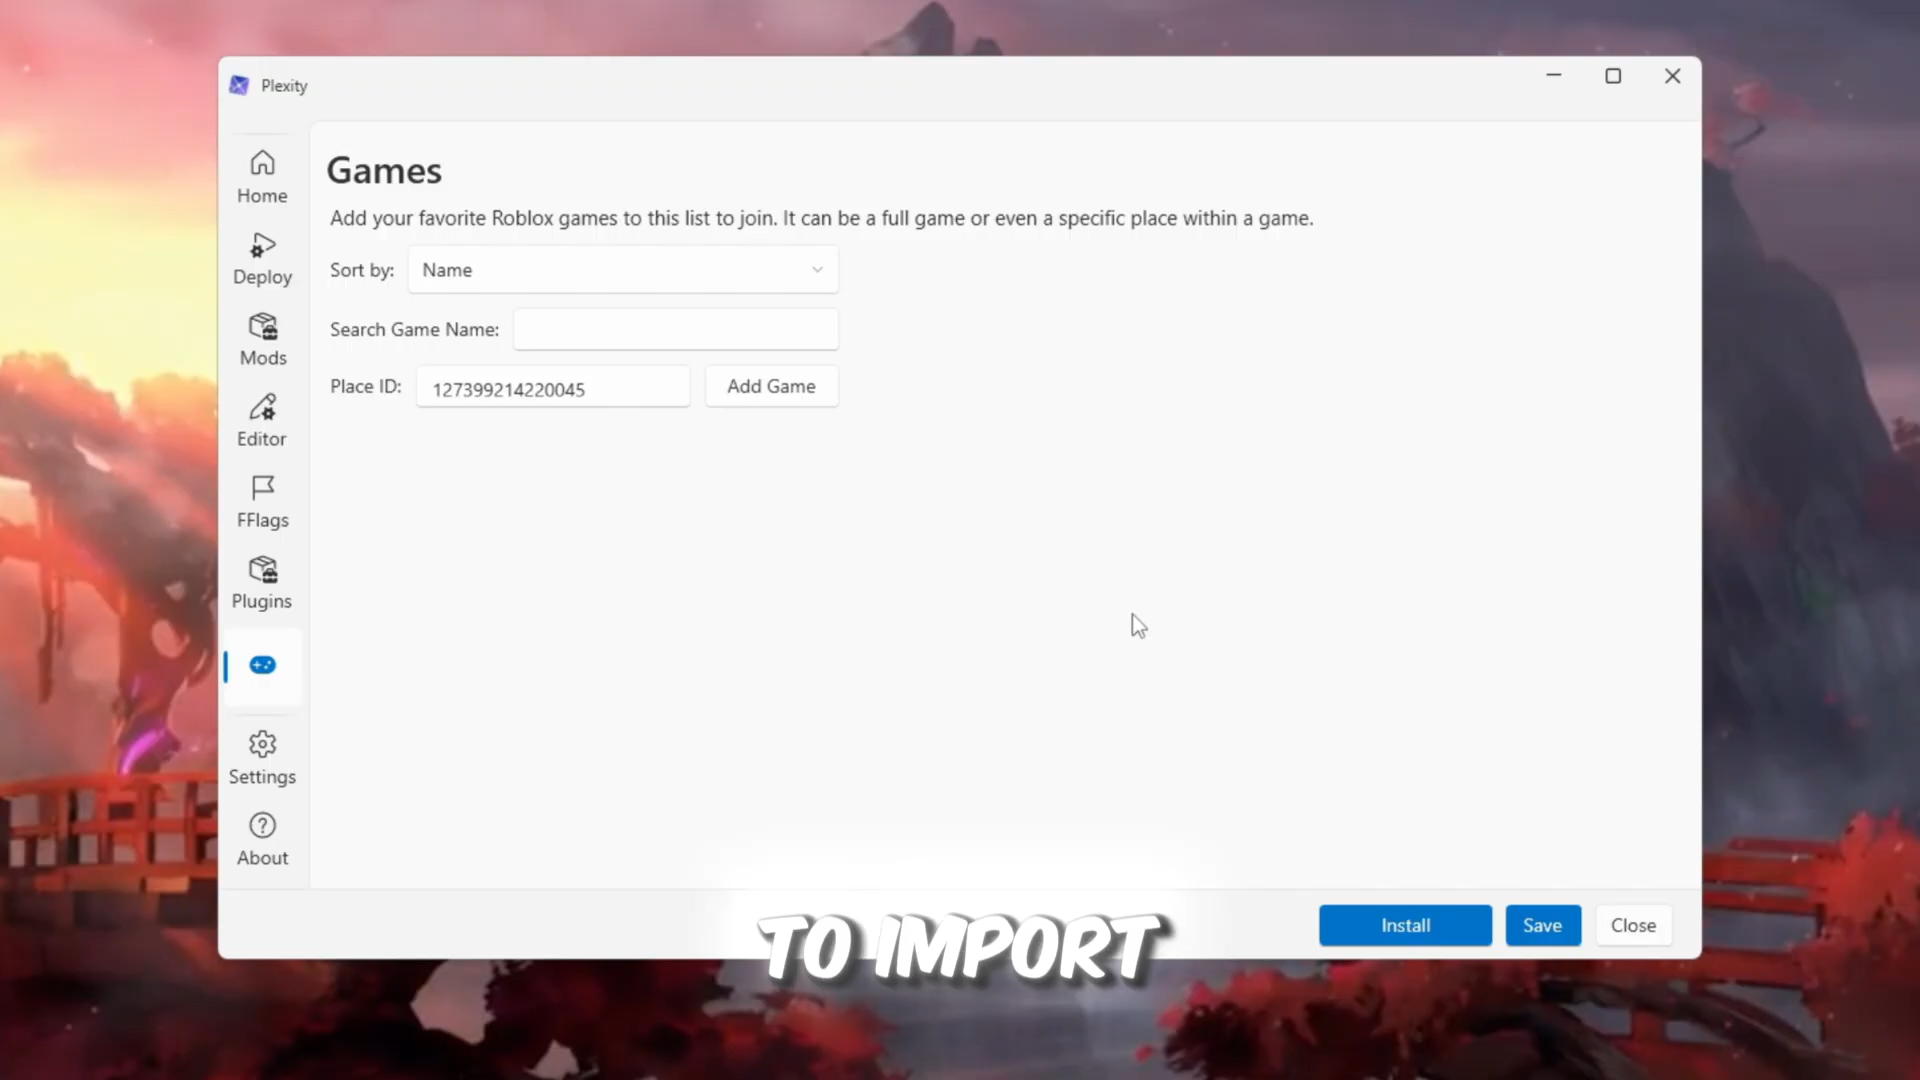 Plexity
Home
Deploy
Mods
Editor
FFlags
Plugins
Settings
About
Games
Add your favorite Roblox games to this list to join. It can be a full game or even a specific place within a game.
Sort by: Name
Search Game Name:
Place ID: 127399214220045 Add Game
Install Save Close
TO IMPORT